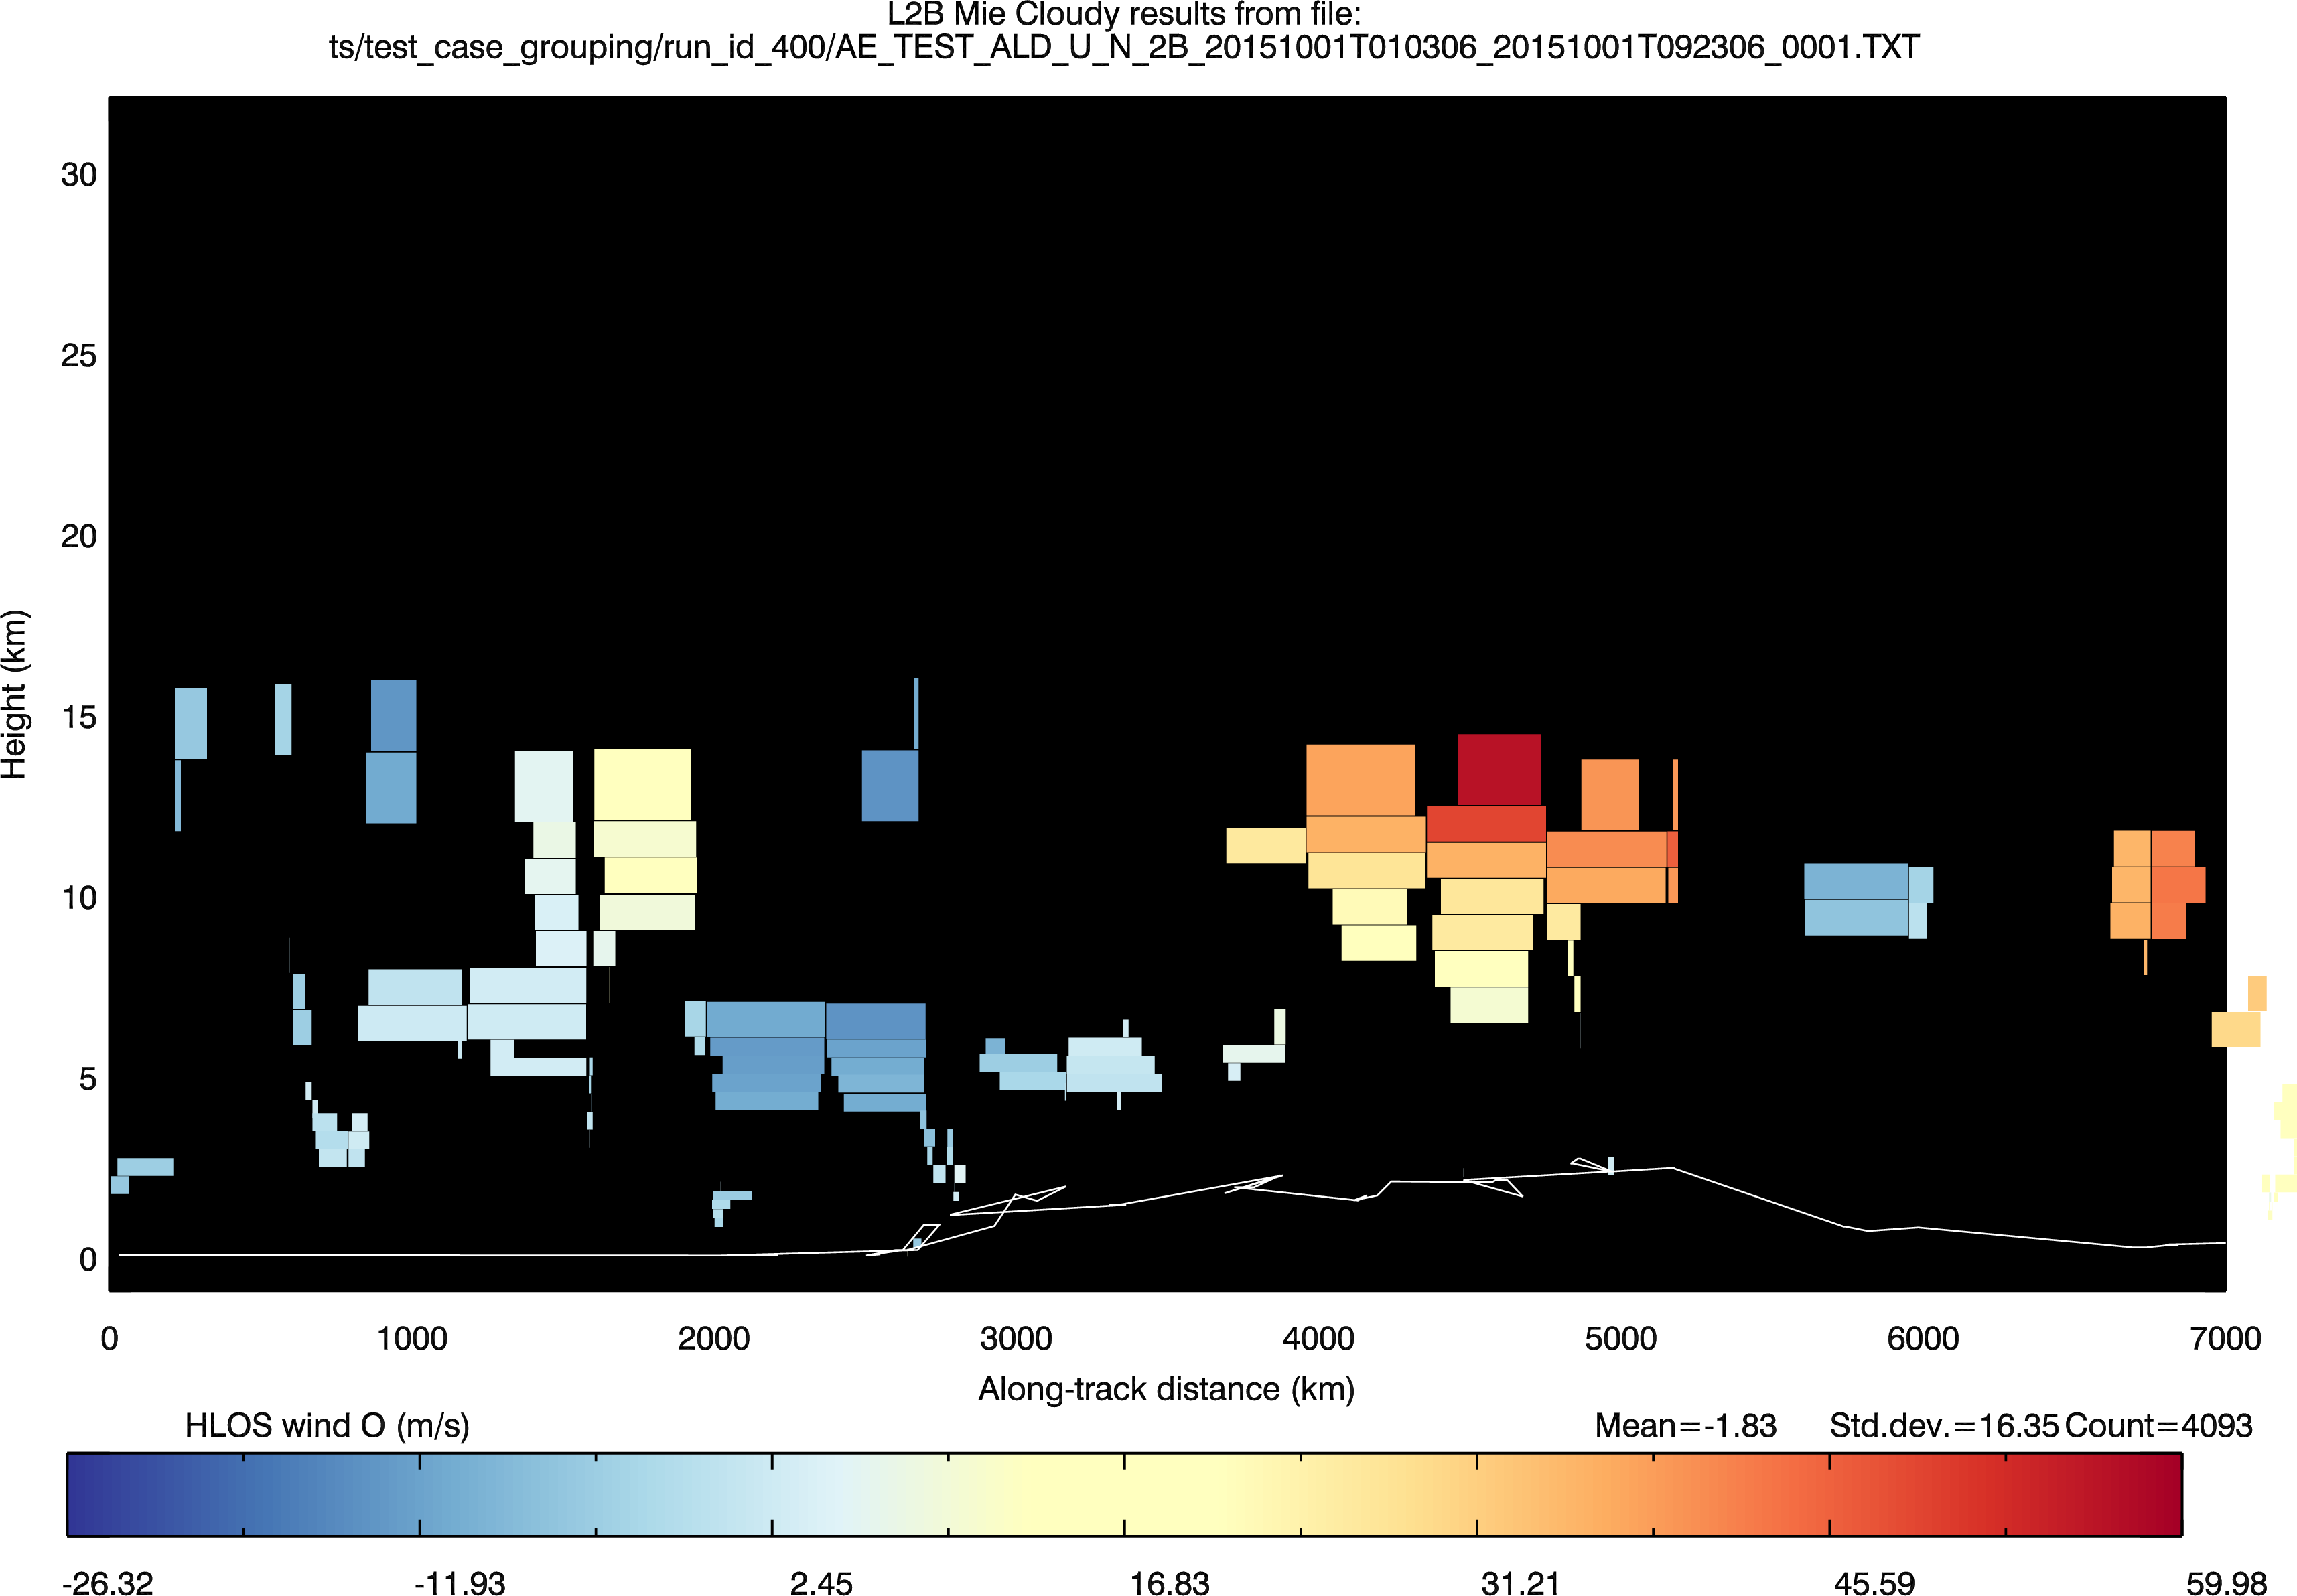 L2B Mie Cloudy results from file:
ts/test_case_grouping/run_id_400/AE_TEST_ALD_U_N_2B_20151001T010306_20151001T092306_0001.TXT
30
25
20
15
10
5
0
Height (km)
0 1000 2000 3000 4000 5000 6000 7000
Along-track distance (km)
HLOS wind O (m/s) Mean=-1.83 Std.dev.=16.35 Count=4093
-26.32 -11.93 2.45 16.83 31.21 45.59 59.98